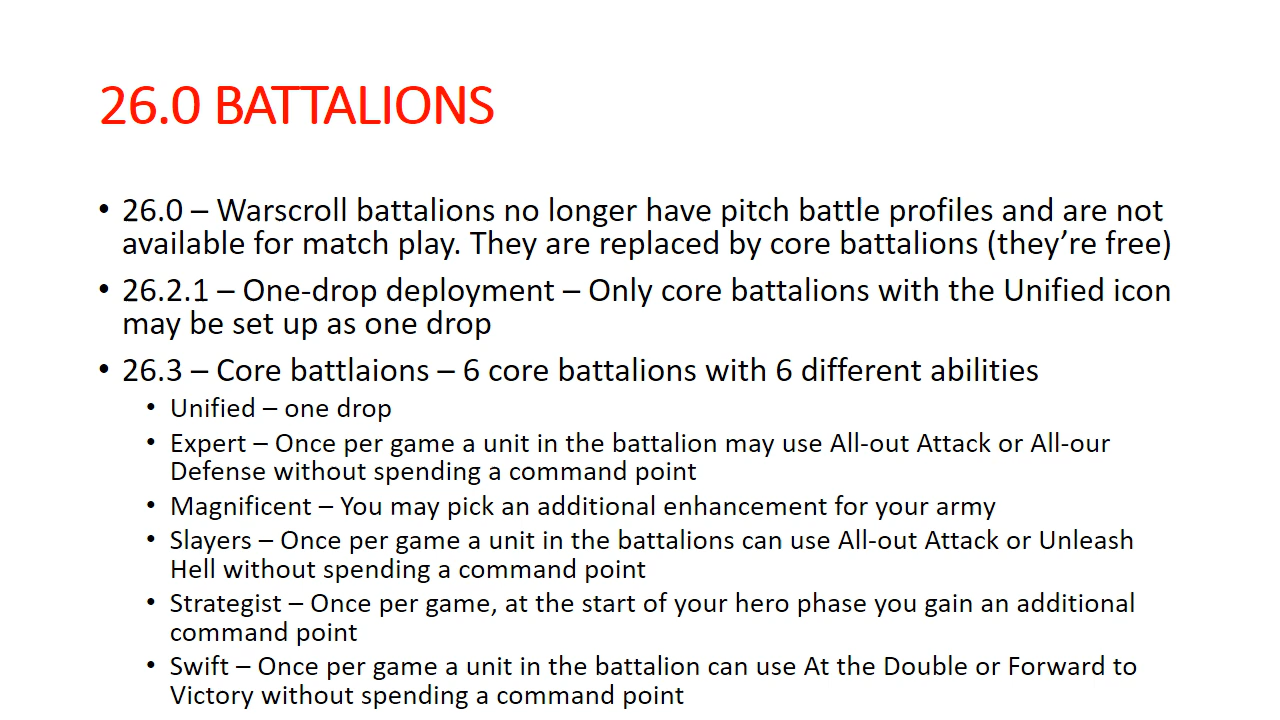 26.0 BATTALIONS
• 26.0 – Warscroll battalions no longer have pitch battle profiles and are not
available for match play. They are replaced by core battalions (they’re free)
• 26.2.1 – One-drop deployment – Only core battalions with the Unified icon
may be set up as one drop
• 26.3 – Core battlaions – 6 core battalions with 6 different abilities
• Unified – one drop
• Expert – Once per game a unit in the battalion may use All-out Attack or All-our
Defense without spending a command point
• Magnificent – You may pick an additional enhancement for your army
• Slayers – Once per game a unit in the battalions can use All-out Attack or Unleash
Hell without spending a command point
• Strategist – Once per game, at the start of your hero phase you gain an additional
command point
• Swift – Once per game a unit in the battalion can use At the Double or Forward to
Victory without spending a command point